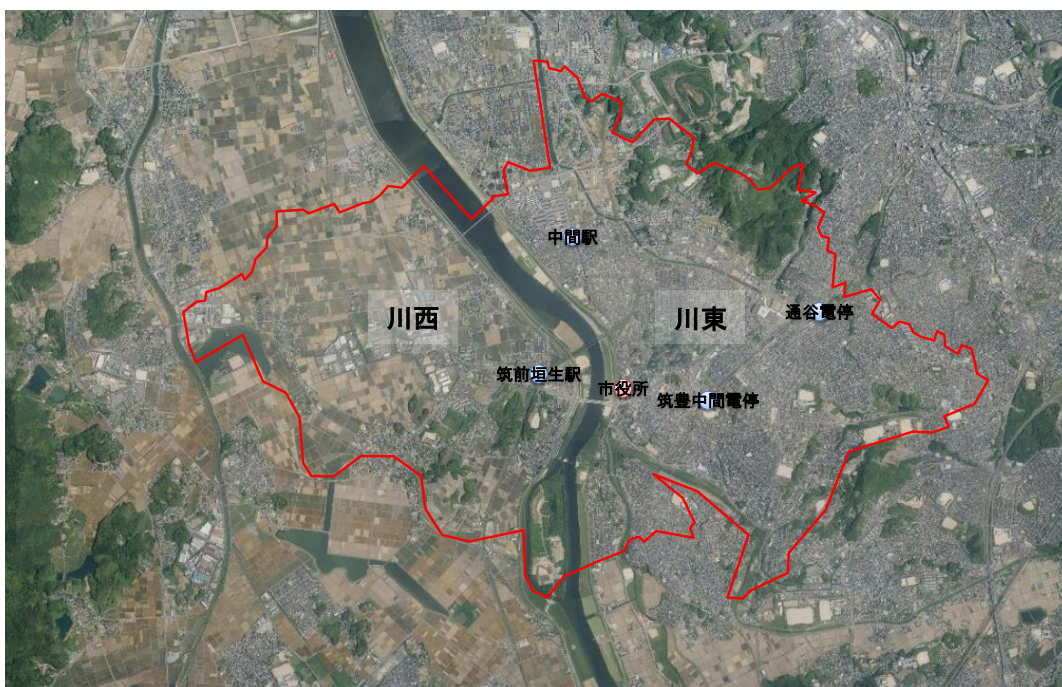 中間駅
川西
川東
通谷電停
筑前垣生駅
市役所
筑豊中間電停